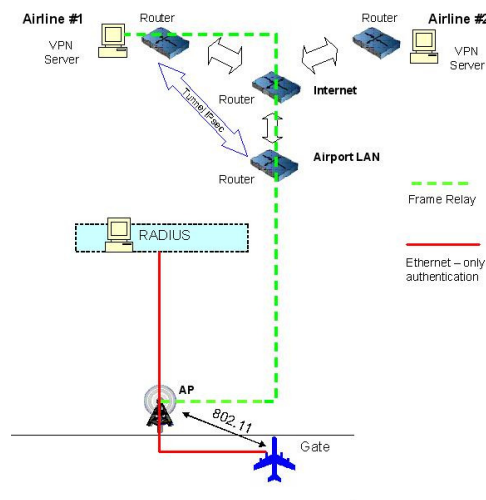 Airline #1
Router
Router
Airline #2
VPN
Server
VPN
Server
Router
Internet
Tunnel IPsec
Airport LAN
Router
Frame Relay
RADIUS
Ethernet – only
authentication
AP
802.11
Gate